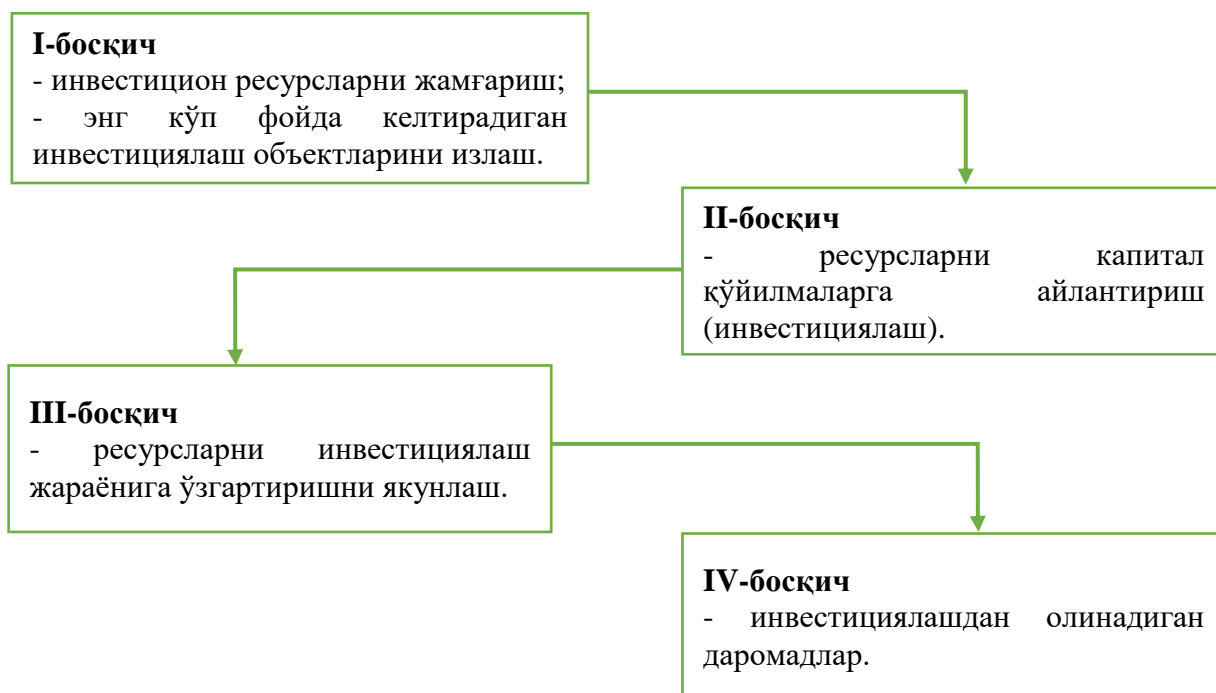 I-босқич
- инвестицион ресурсларни жамғариш;
- энг кўп фойда келтирадиган
инвестициялаш объектларини излаш.
II-босқич
- ресурсларни капитал
қўйилмаларга айлантириш
(инвестициялаш).
III-босқич
- ресурсларни инвестициялаш
жараёнига ўзгартиришни якунлаш.
IV-босқич
- инвестициялашдан олинадиган
даромадлар.